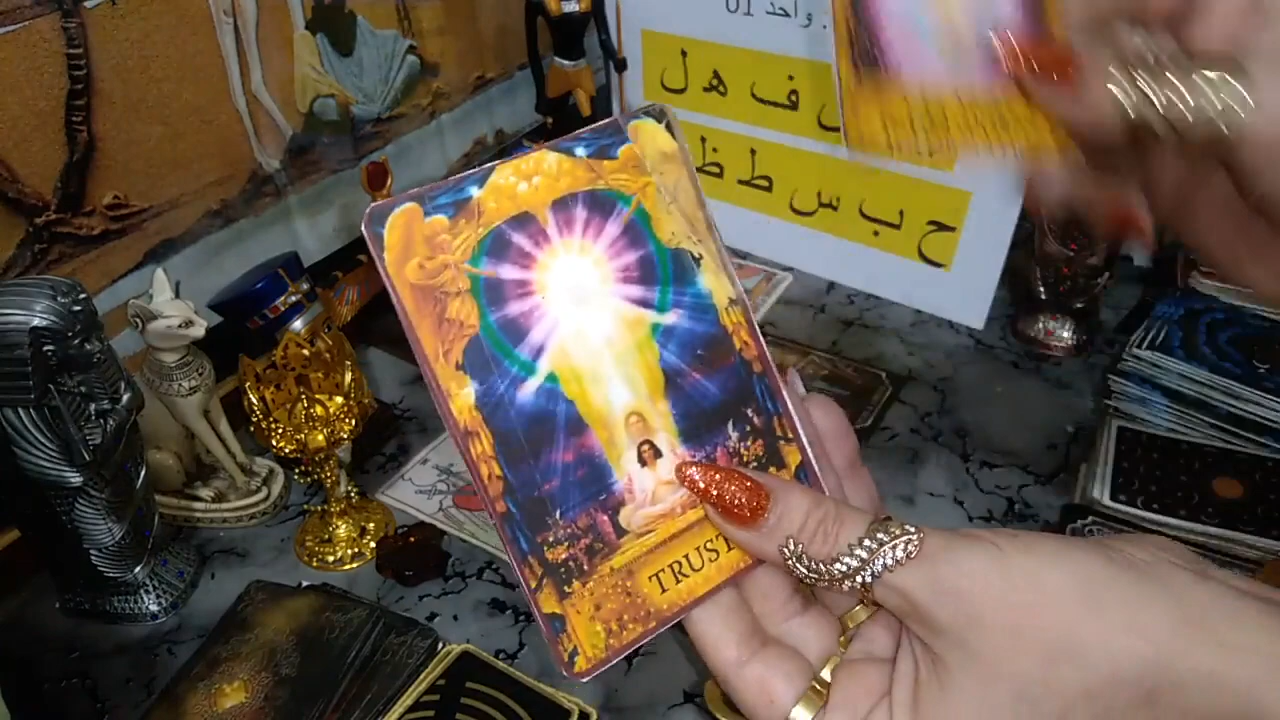 . واحد 01
ف ه ل
ح ب س ط ظ
TRUST